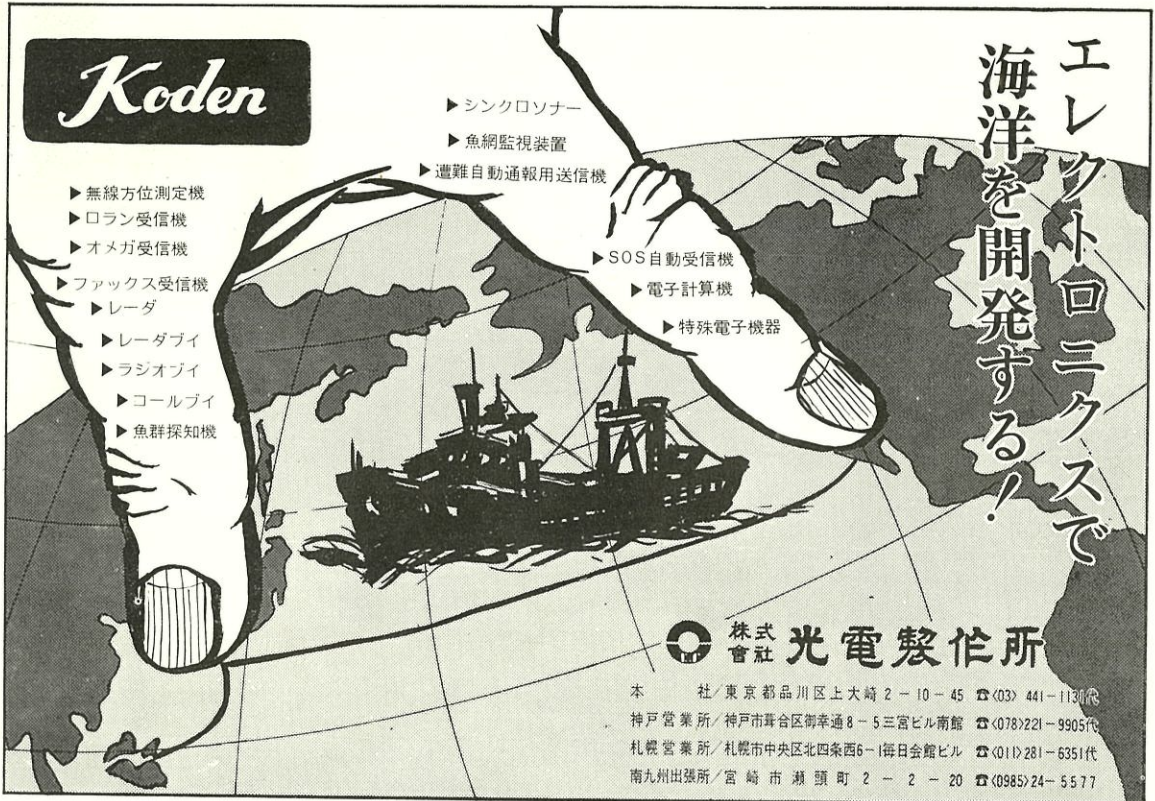 Koden
エレクトロニクスで
海洋を開発する!
▶シンクロソナー
▶魚網監視装置
▶遭難自動通報用送信機
▶無線方位測定機
▶ロラン受信機
▶オメガ受信機
▶ファックス受信機
▶レーダ
▶レーダブイ
▶ラジオブイ
▶コールブイ
▶魚群探知機
▶SOS自動受信機
▶電子計算機
▶特殊電子機器
株式會社 光電製作所
本社/東京都品川区上大崎2-10-45 ☎〈03〉441-1131代
神戸営業所/神戸市葺合区御幸通8-5三宮ビル南館 ☎〈078〉221-9905代
札幌営業所/札幌市中央区北四条西6-1毎日会館ビル ☎〈011〉281-6351代
南九州出張所/宮崎市瀬頭町2-2-20 ☎〈0985〉24-5577